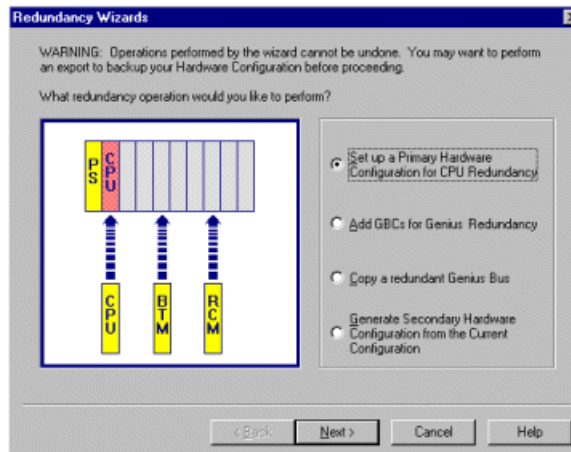 Redundancy Wizards
WARNING: Operations performed by the wizard cannot be undone. You may want to perform
an export to backup your Hardware Configuration before proceeding.
What redundancy operation would you like to perform?
PS
CPU
CPU
BTM
RCM
Set up a Primary Hardware
Configuration for CPU Redundancy
Add GBCs for Genius Redundancy
Copy a redundant Genius Bus
Generate Secondary Hardware
Configuration from the Current
Configuration
< Back
Next >
Cancel
Help